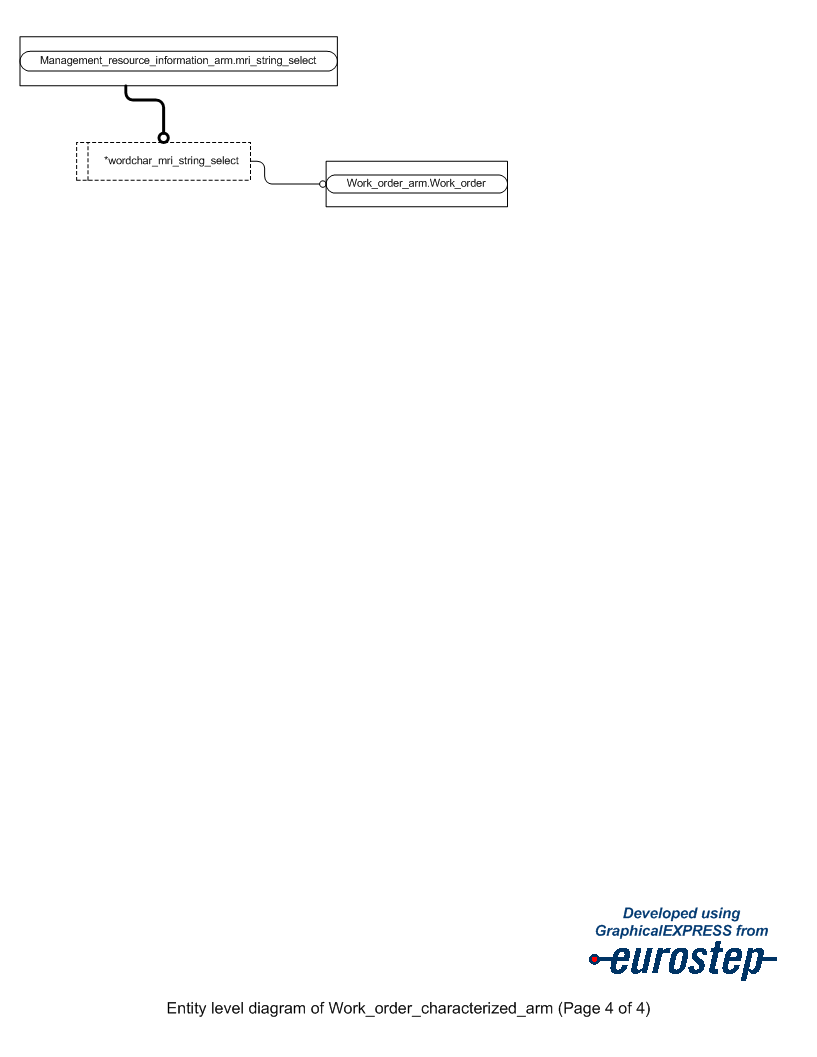 Management_resource_information_arm.mri_string_select
*wordchar_mri_string_select
Work_order_arm.Work_order
Developed using
GraphicalEXPRESS from
eurostep
Entity level diagram of Work_order_characterized_arm (Page 4 of 4)